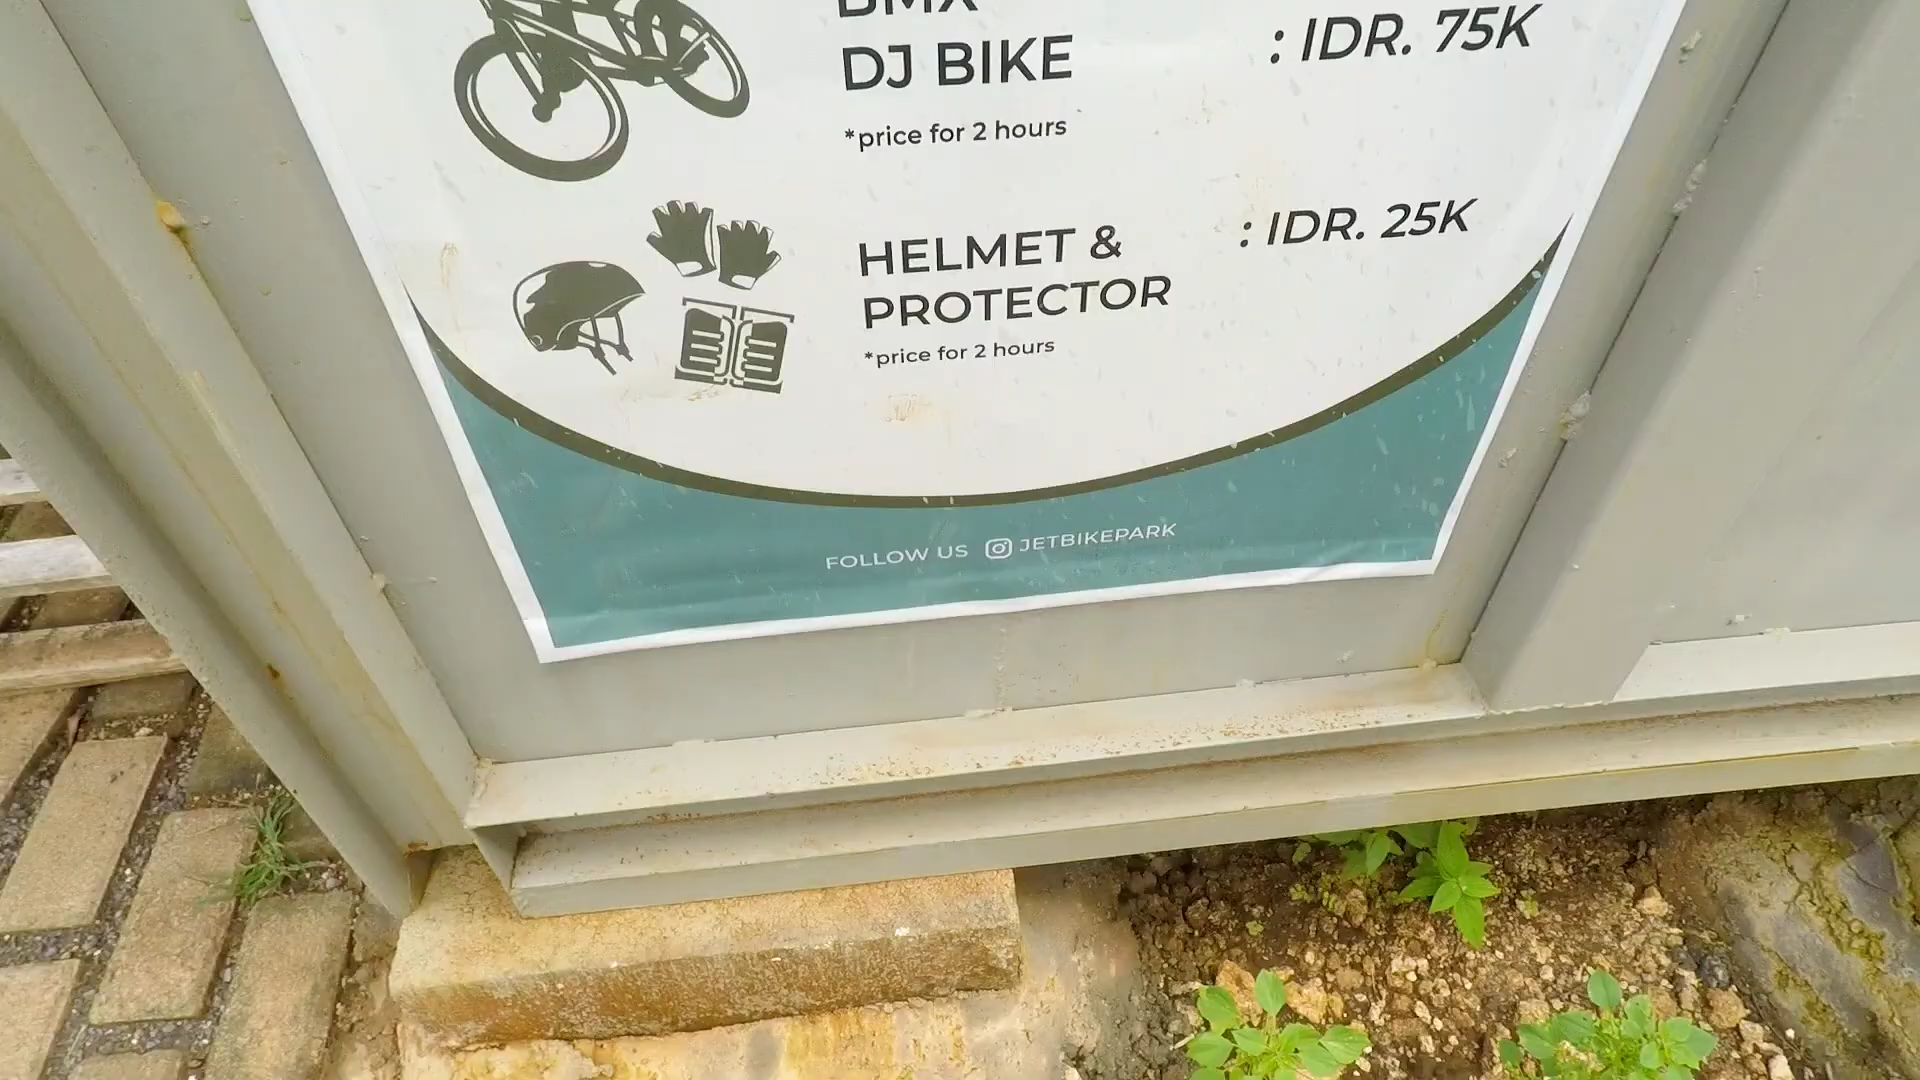 BMX
DJ BIKE : IDR. 75K
*price for 2 hours
HELMET & : IDR. 25K
PROTECTOR
*price for 2 hours
FOLLOW US JETBIKEPARK